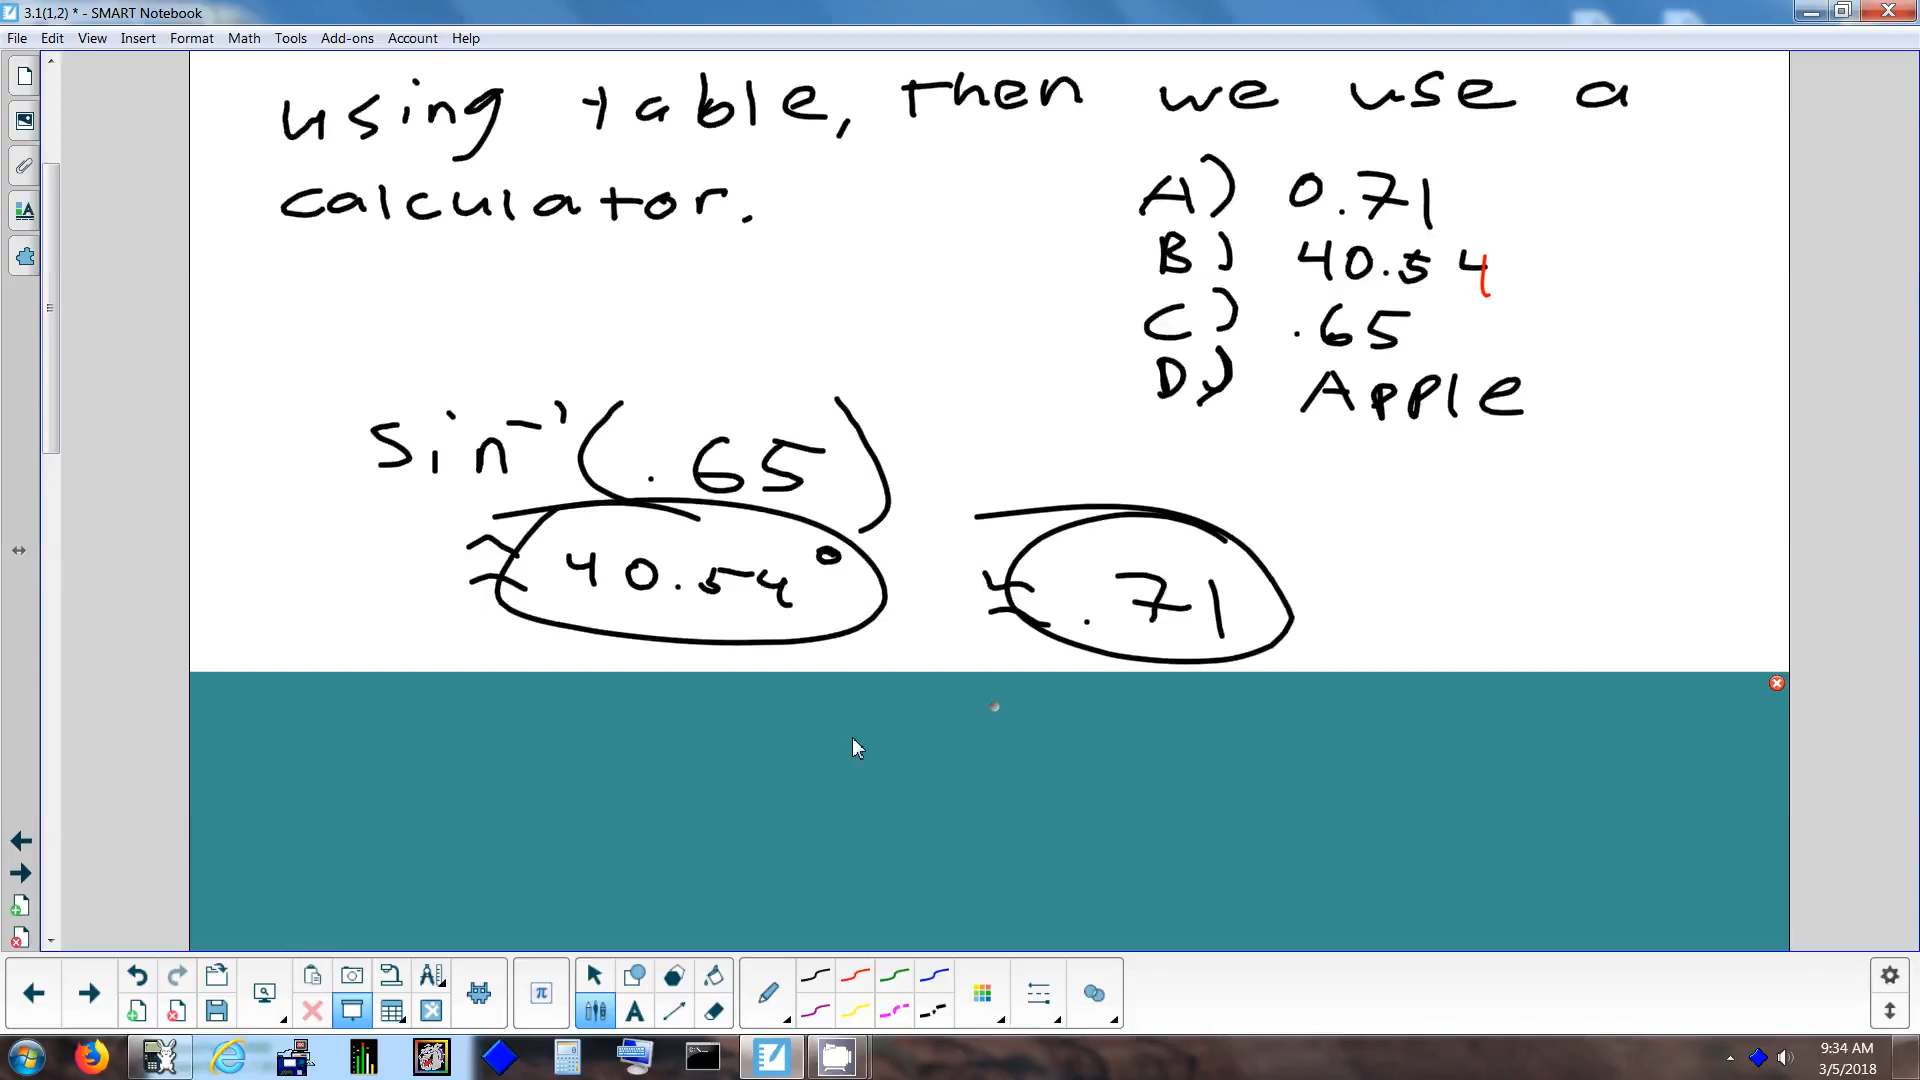 3.1(1,2) * - SMART Notebook
File Edit View Insert Format Math Tools Add-ons Account Help
using table, then we use a
calculator.
A) 0.71
B) 40.54
C) .65
D) Apple
sin⁻¹(.65)
≈ 40.54°
≈ .71
π
A
9:34 AM
3/5/2018